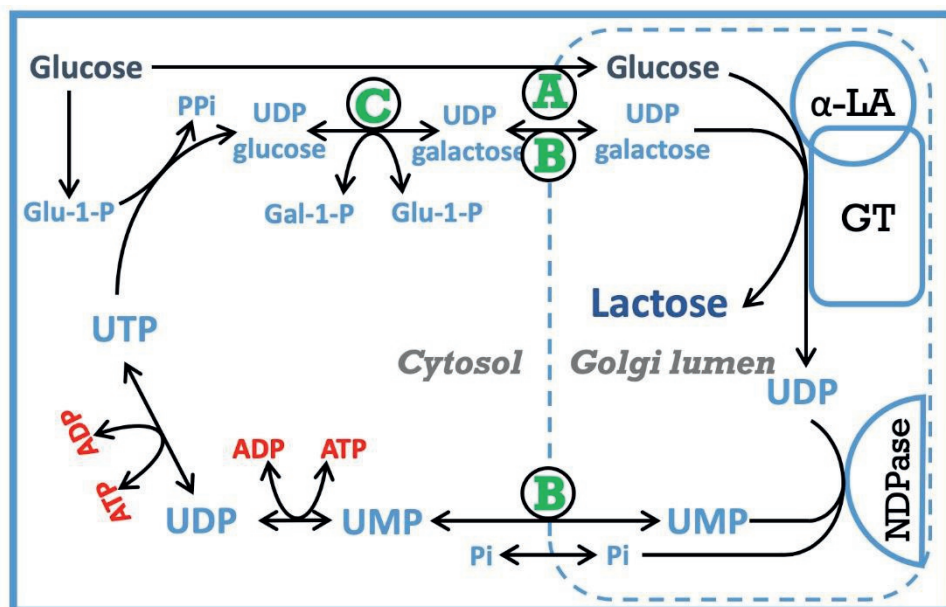 Glucose
A
Glucose
α-LA
PPi
UDP
glucose
C
UDP
galactose
B
UDP
galactose
Glu-1-P
Gal-1-P
Glu-1-P
GT
Lactose
UTP
Cytosol
Golgi lumen
UDP
ADP
ATP
ADP
ATP
UDP
UMP
B
UMP
NDPase
Pi
Pi